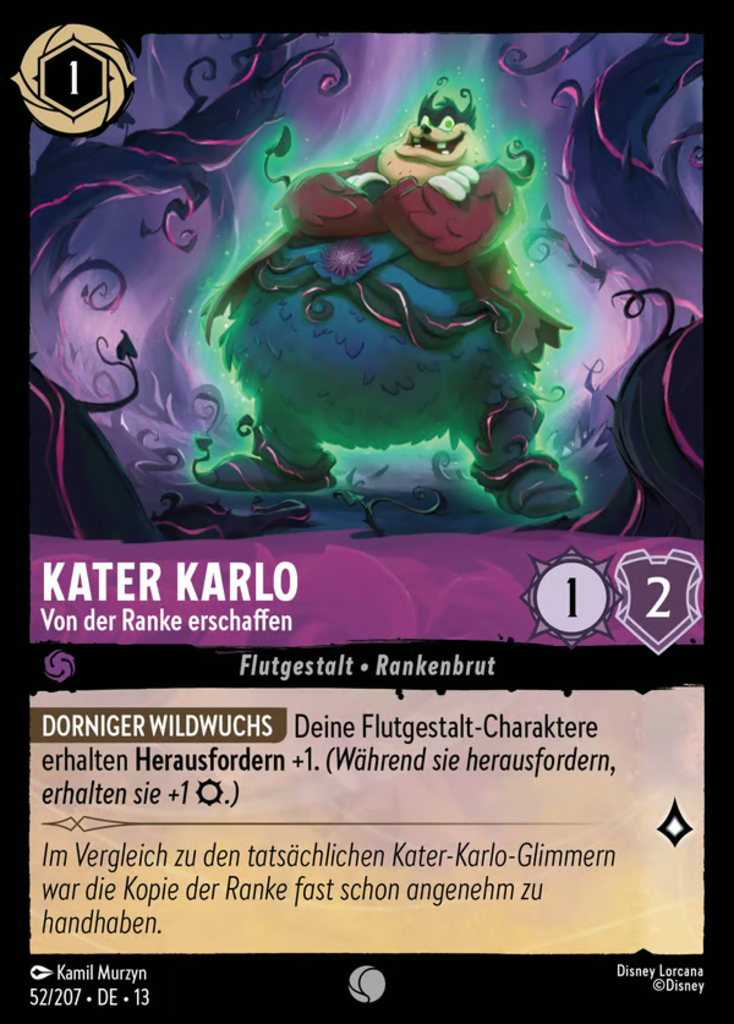 1
KATER KARLO
Von der Ranke erschaffen
1
2
Flutgestalt • Rankenbrut
DORNIGER WILDWUCHS Deine Flutgestalt-Charaktere
erhalten Herausfordern +1. (Während sie herausfordern,
erhalten sie +1 .)
Im Vergleich zu den tatsächlichen Kater-Karlo-Glimmern
war die Kopie der Ranke fast schon angenehm zu
handhaben.
Kamil Murzyn
52/207 • DE • 13
Disney Lorcana
©Disney